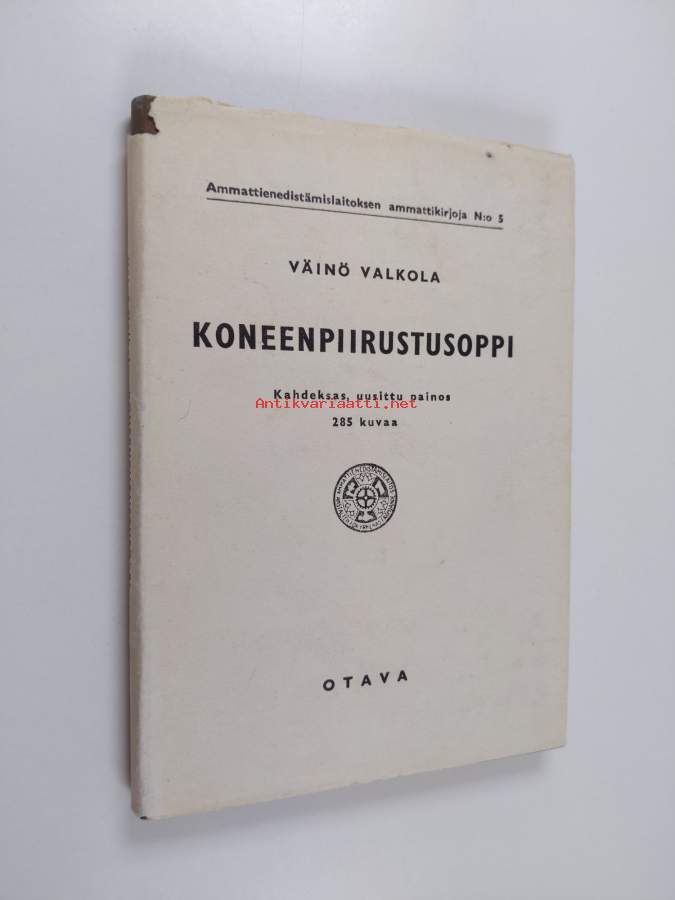 Ammattienedistämislaitoksen ammattikirjoja N:o 5
VÄINÖ VALKOLA
KONEENPIIRUSTUSOPPI
Kahdeksas, uusittu painos
Antikvariaatti.net
285 kuvaa
OTAVA